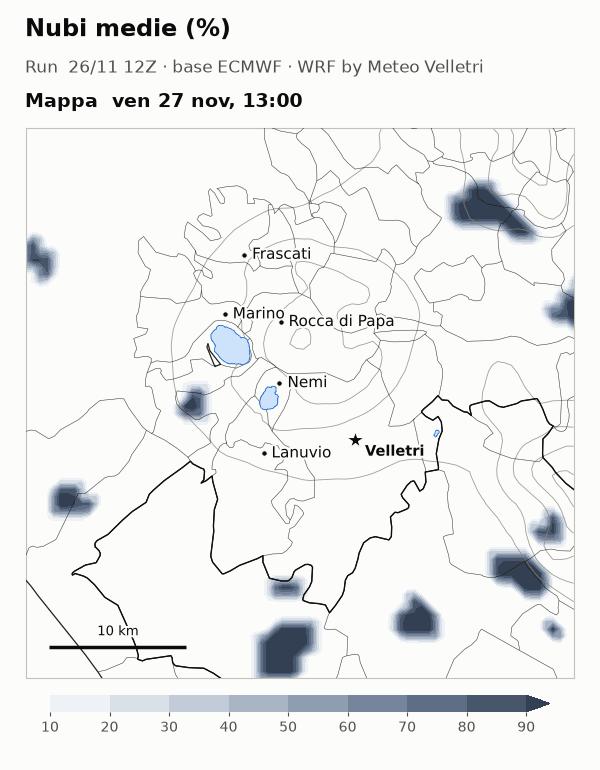 Nubi medie (%)
Run  26/11 12Z · base ECMWF · WRF by Meteo Velletri
Mappa  ven 27 nov, 13:00
Frascati
Marino
Rocca di Papa
Nemi
Lanuvio
Velletri
10 km
10 20 30 40 50 60 70 80 90